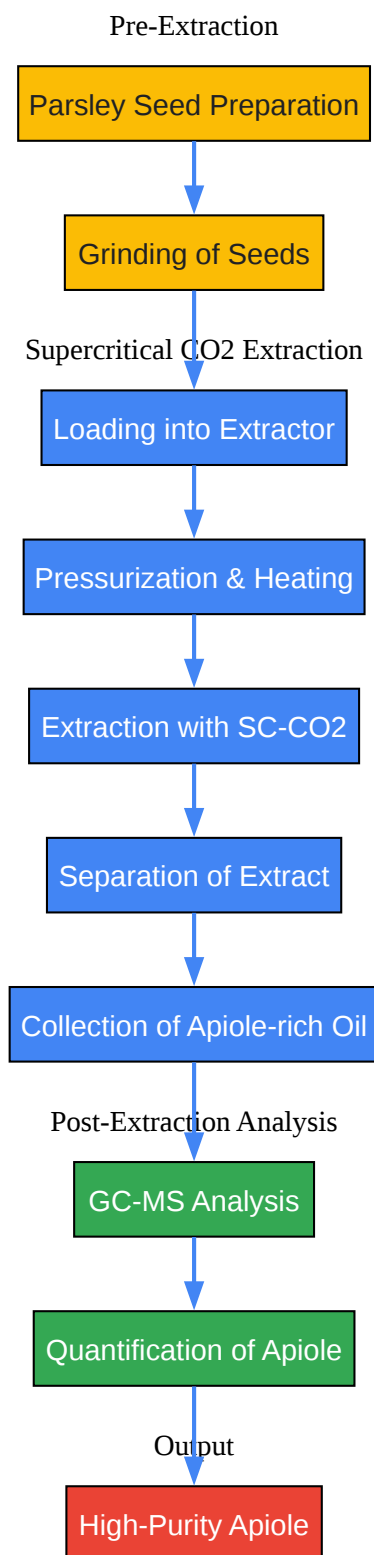 Pre-Extraction
Parsley Seed Preparation
Grinding of Seeds
Supercritical CO2 Extraction
Loading into Extractor
Pressurization & Heating
Extraction with SC-CO2
Separation of Extract
Collection of Apiole-rich Oil
Post-Extraction Analysis
GC-MS Analysis
Quantification of Apiole
Output
High-Purity Apiole